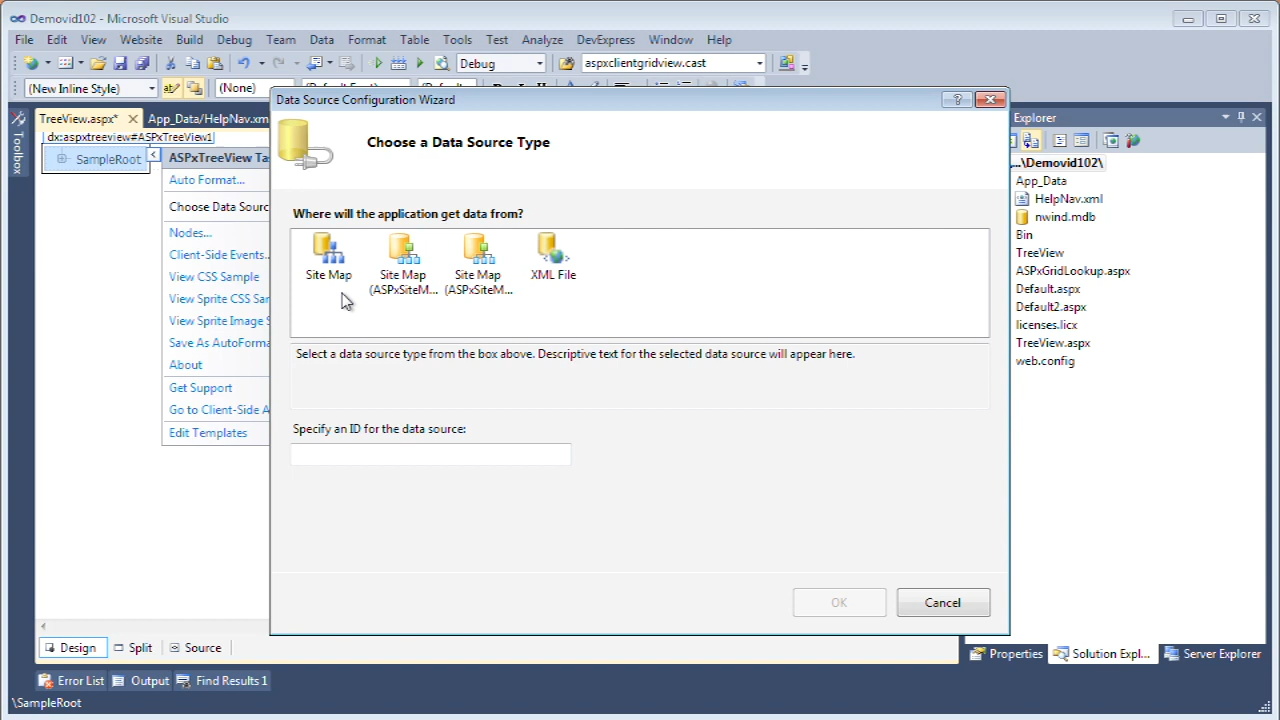 Demovid102 - Microsoft Visual Studio
File Edit View Website Build Debug Team Data Format Table Tools Test Analyze DevExpress Window Help
Debug aspxclientgridview.cast
(New Inline Style) (None)
Data Source Configuration Wizard
TreeView.aspx* App_Data/HelpNav.xm
Explorer
dx:aspxtreeview#ASPxTreeView1
Toolbox
SampleRoot
ASPxTreeView Ta
Auto Format...
Choose Data Sourc
Nodes...
Client-Side Events..
View CSS Sample
View Sprite CSS Sar
View Sprite Image S
Save As AutoForma
About
Get Support
Go to Client-Side A
Edit Templates
Choose a Data Source Type
Where will the application get data from?
Site Map
Site Map (ASPxSiteM...
Site Map (ASPxSiteM...
XML File
Select a data source type from the box above. Descriptive text for the selected data source will appear here.
Specify an ID for the data source:
OK Cancel
...\Demovid102\
App_Data
HelpNav.xml
nwind.mdb
Bin
TreeView
ASPxGridLookup.aspx
Default.aspx
Default2.aspx
licenses.licx
TreeView.aspx
web.config
Design Split Source
Properties Solution Expl... Server Explorer
Error List Output Find Results 1
\SampleRoot